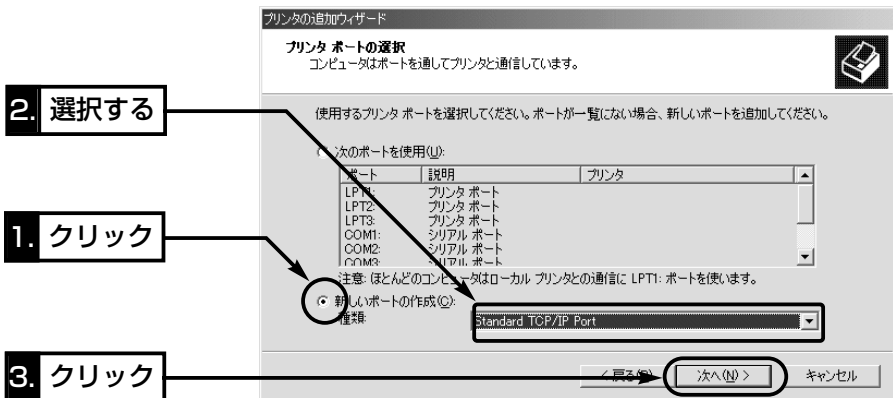 プリンタの追加ウィザード
プリンタ ポートの選択
コンピュータはポートを通してプリンタと通信しています。
2. 選択する
使用するプリンタ ポートを選択してください。ポートが一覧にない場合、新しいポートを追加してください。
次のポートを使用(U):
ポート 説明 プリンタ
LPT1: プリンタ ポート
LPT2: プリンタ ポート
LPT3: プリンタ ポート
COM1: シリアル ポート
COM2: シリアル ポート
COM3: シリアル ポート
1. クリック
注意: ほとんどのコンピュータはローカル プリンタとの通信に LPT1: ポートを使います。
新しいポートの作成(C):
種類: Standard TCP/IP Port
3. クリック
< 戻る(B) 次へ(N) > キャンセル